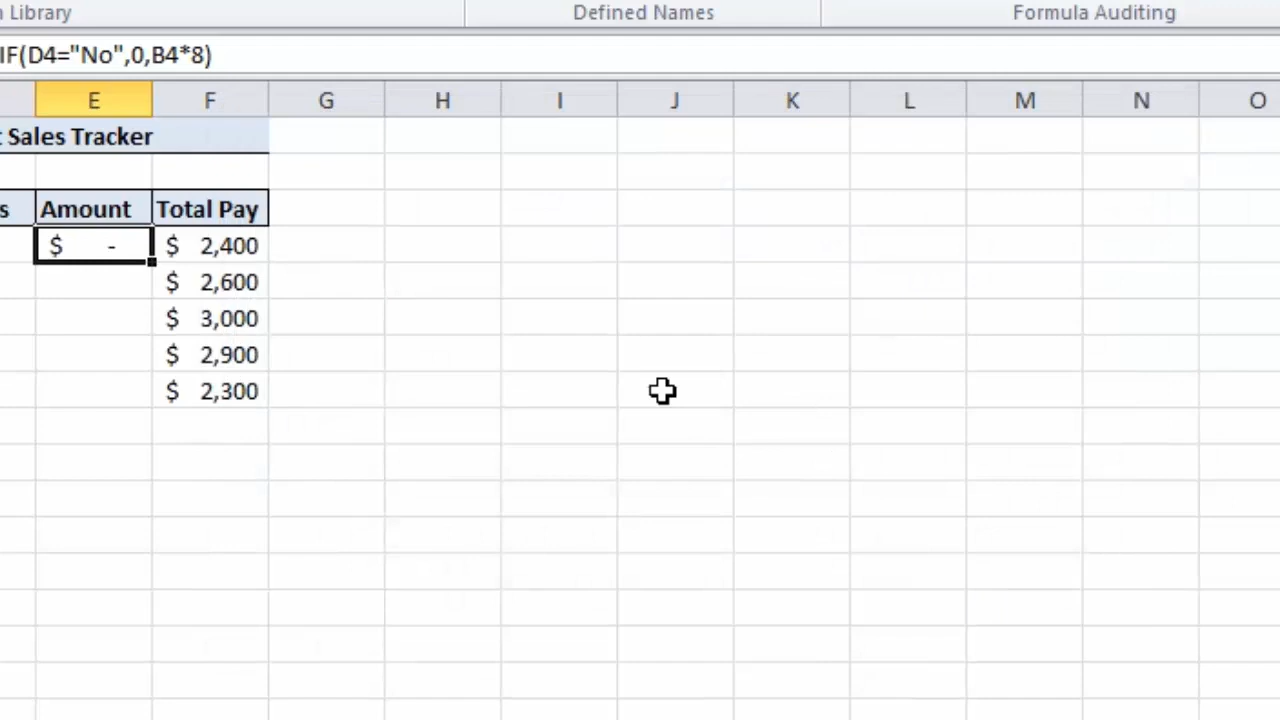 Library Defined Names Formula Auditing
IF(D4="No",0,B4*8)
E F G H I J K L M N O
Sales Tracker
s Amount Total Pay
$ - $ 2,400
$ 2,600
$ 3,000
$ 2,900
$ 2,300